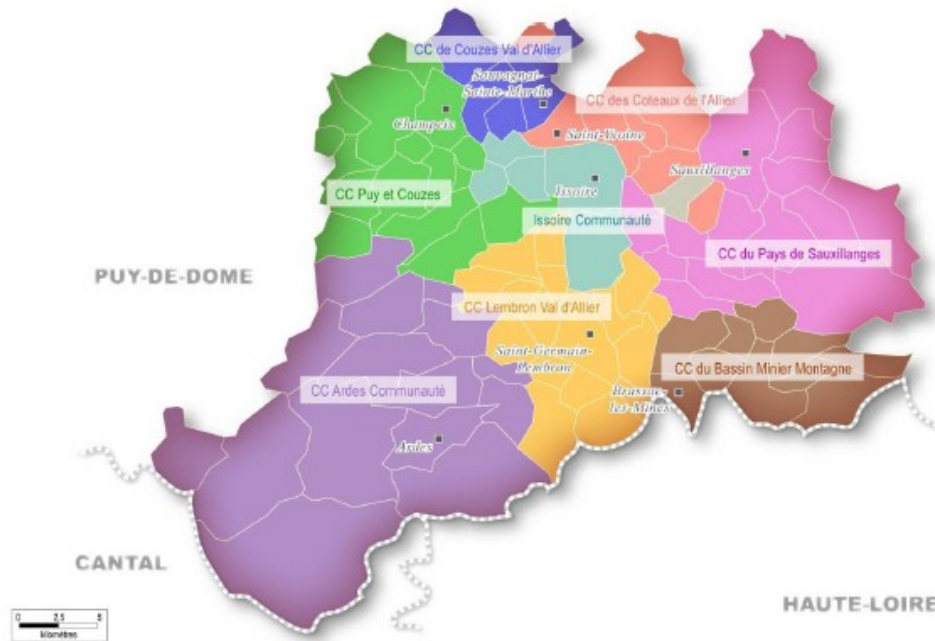 CC de Couzes Val d'Allier
Sauvagnat-
Sainte-Marthe
CC des Coteaux de l'Allier
Champeix
Saint-Yvoine
Sauxillanges
Issoire
CC Puy et Couzes
Issoire Communauté
CC du Pays de Sauxillanges
PUY-DE-DOME
CC Lembron Val d'Allier
Saint-Germain-
Lembron
CC du Bassin Minier Montagne
CC Ardes Communauté
Brassac-
les-Mines
Ardes
CANTAL
HAUTE-LOIRE
0 2,5 5
kilomètres